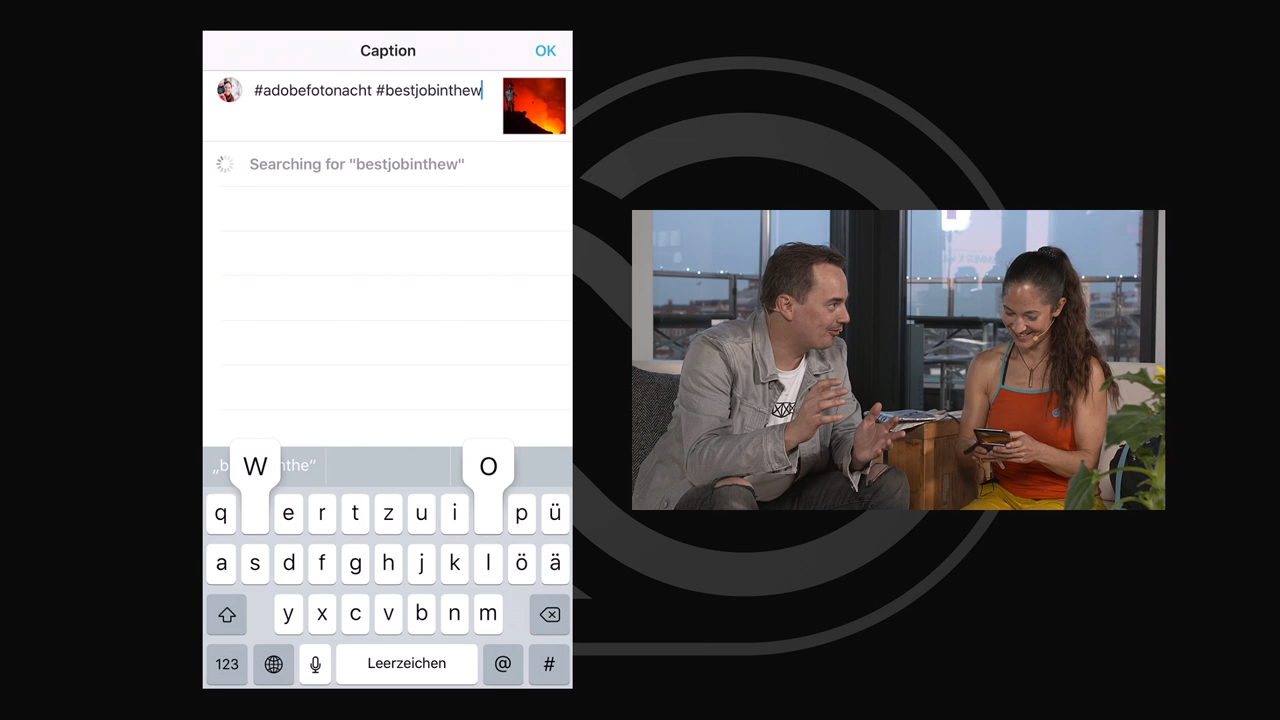 Caption
OK
#adobefotonacht #bestjobinthew
Searching for "bestjobinthew"
W
O
q e r t z u i p ü
a s d f g h j k l ö ä
y x c v b n m
123 Leerzeichen @ #